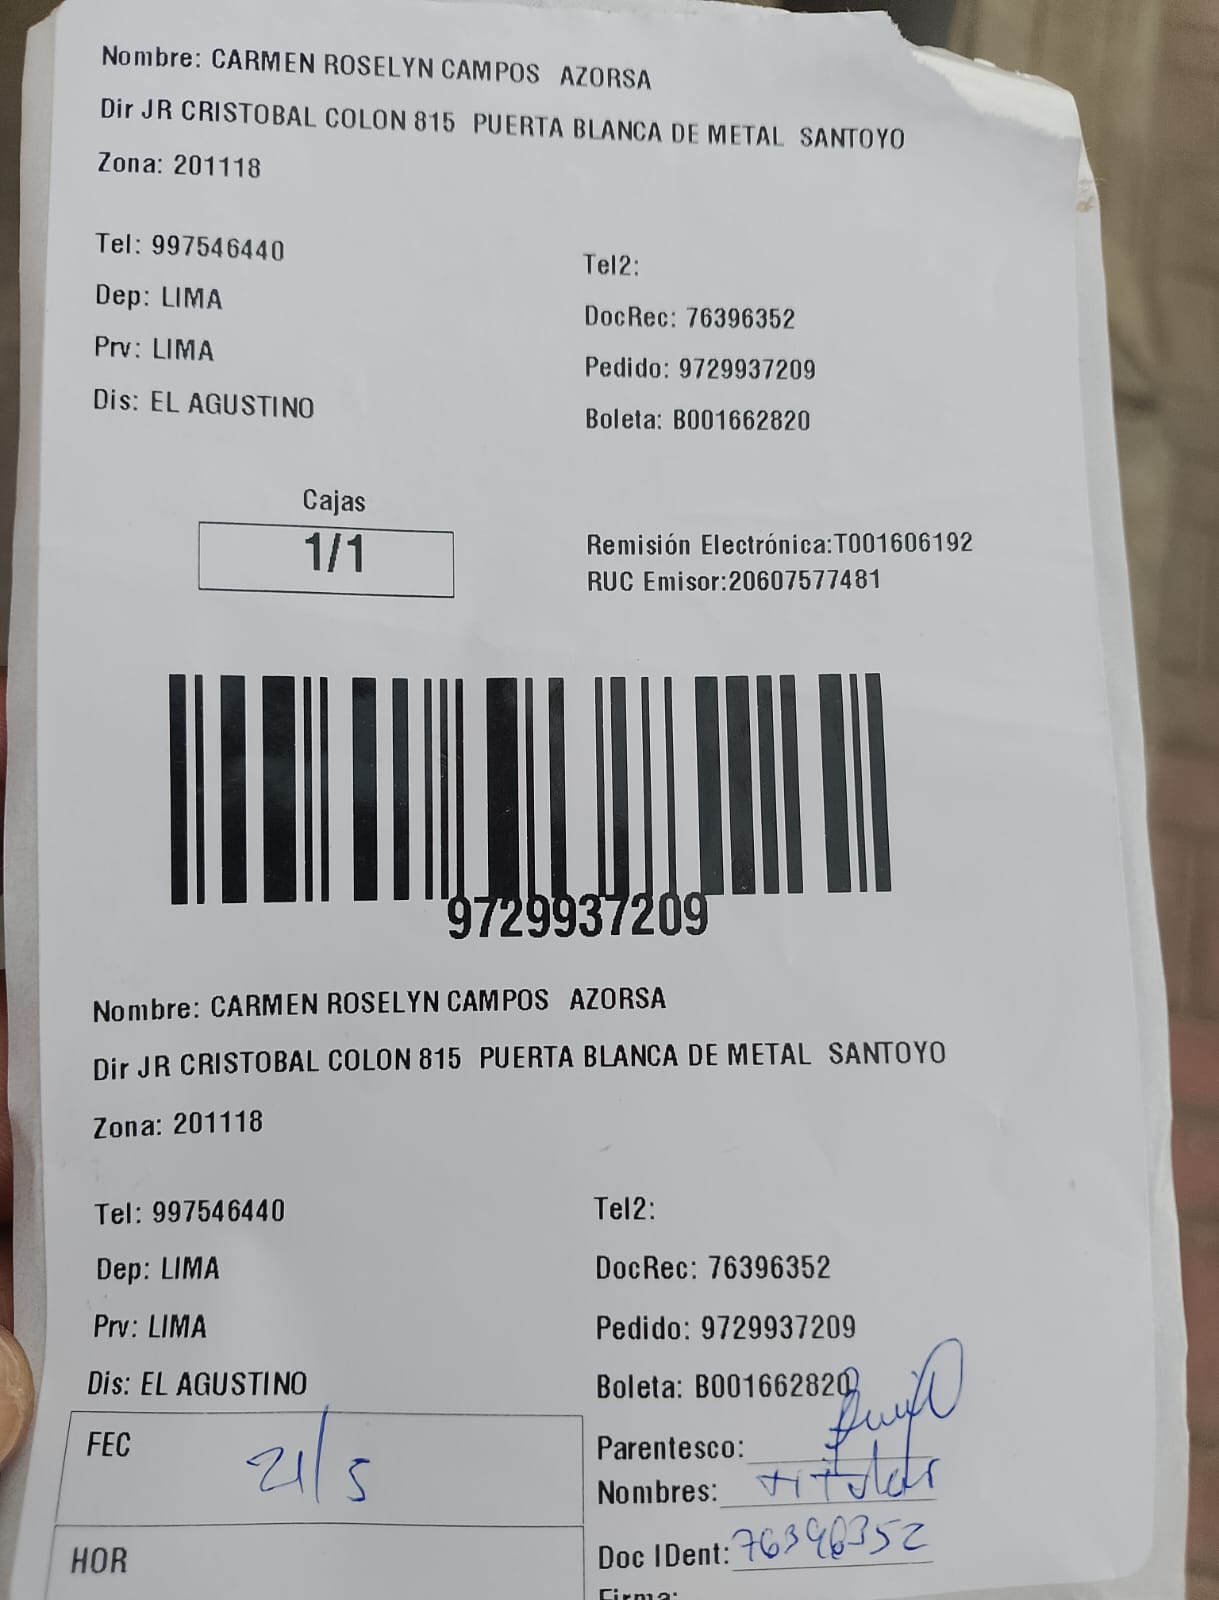 Nombre: CARMEN ROSELYN CAMPOS AZORSA
Dir JR CRISTOBAL COLON 815 PUERTA BLANCA DE METAL SANTOYO
Zona: 201118
Tel: 997546440
Tel2:
Dep: LIMA
DocRec: 76396352
Prv: LIMA
Pedido: 9729937209
Dis: EL AGUSTINO
Boleta: B001662820
Cajas
1/1
Remisión Electrónica:T001606192
RUC Emisor:20607577481
9729937209
Nombre: CARMEN ROSELYN CAMPOS AZORSA
Dir JR CRISTOBAL COLON 815 PUERTA BLANCA DE METAL SANTOYO
Zona: 201118
Tel: 997546440
Tel2:
Dep: LIMA
DocRec: 76396352
Prv: LIMA
Pedido: 9729937209
Dis: EL AGUSTINO
Boleta: B001662820
FEC 21/5
Parentesco:
Nombres: titular
HOR
Doc IDent: 76396352
Firma: